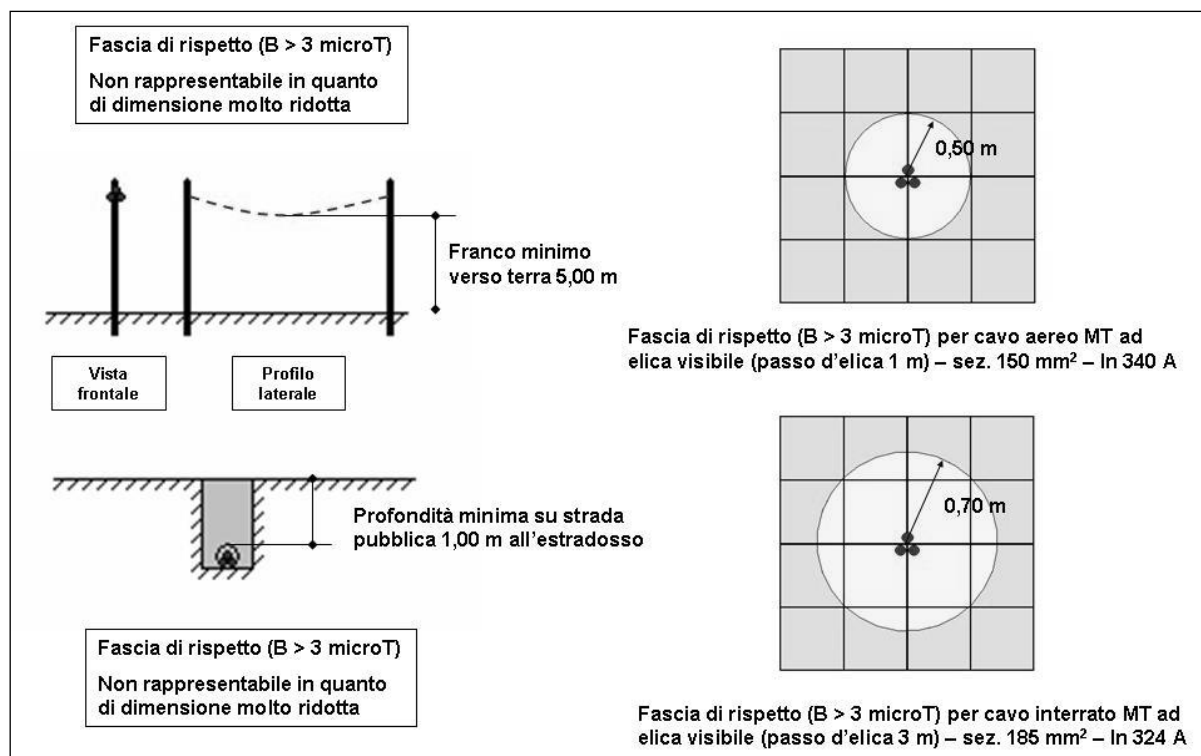 Fascia di rispetto (B > 3 microT)
Non rappresentabile in quanto
di dimensione molto ridotta
Franco minimo
verso terra 5,00 m
Vista
frontale
Profilo
laterale
Profondità minima su strada
pubblica 1,00 m all'estradosso
Fascia di rispetto (B > 3 microT)
Non rappresentabile in quanto
di dimensione molto ridotta
0,50 m
Fascia di rispetto (B > 3 microT) per cavo aereo MT ad
elica visibile (passo d'elica 1 m) – sez. 150 mm² – In 340 A
0,70 m
Fascia di rispetto (B > 3 microT) per cavo interrato MT ad
elica visibile (passo d'elica 3 m) – sez. 185 mm² – In 324 A